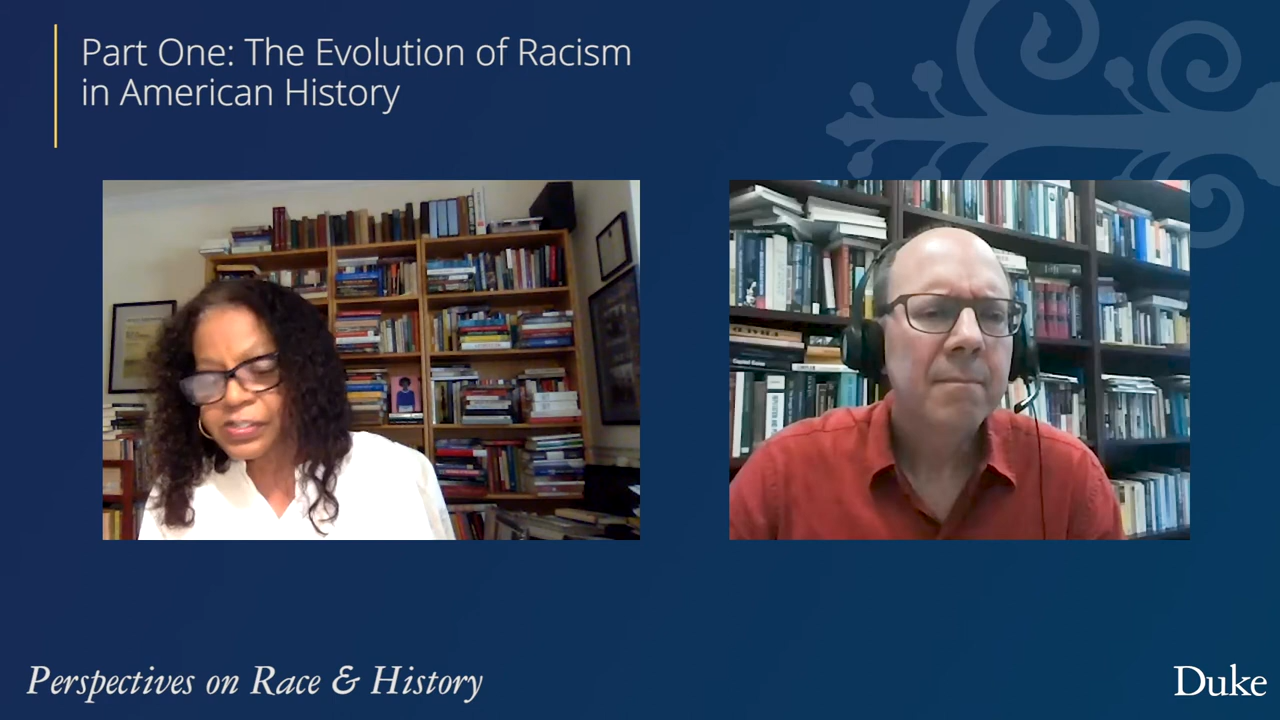 Part One: The Evolution of Racism
in American History
Perspectives on Race & History
Duke